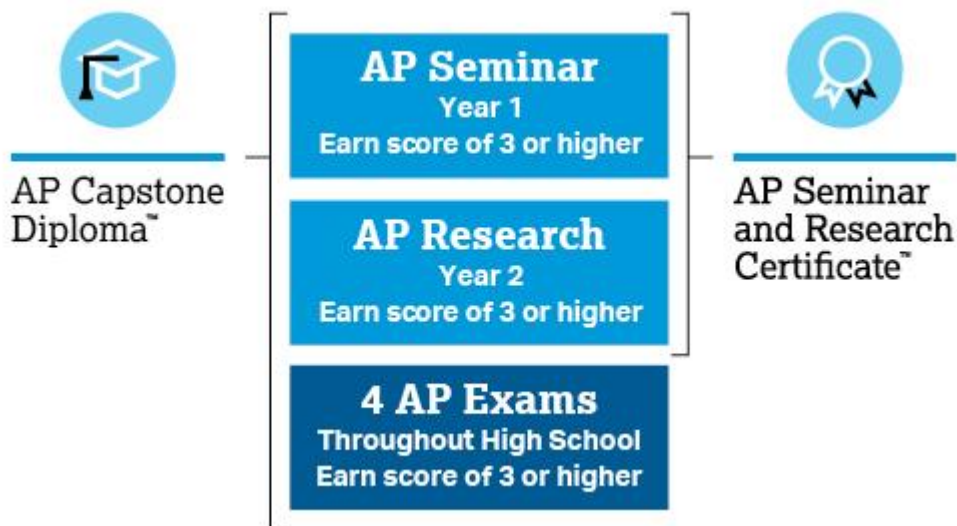 AP Capstone
Diploma™
AP Seminar
Year 1
Earn score of 3 or higher
AP Research
Year 2
Earn score of 3 or higher
4 AP Exams
Throughout High School
Earn score of 3 or higher
AP Seminar
and Research
Certificate™